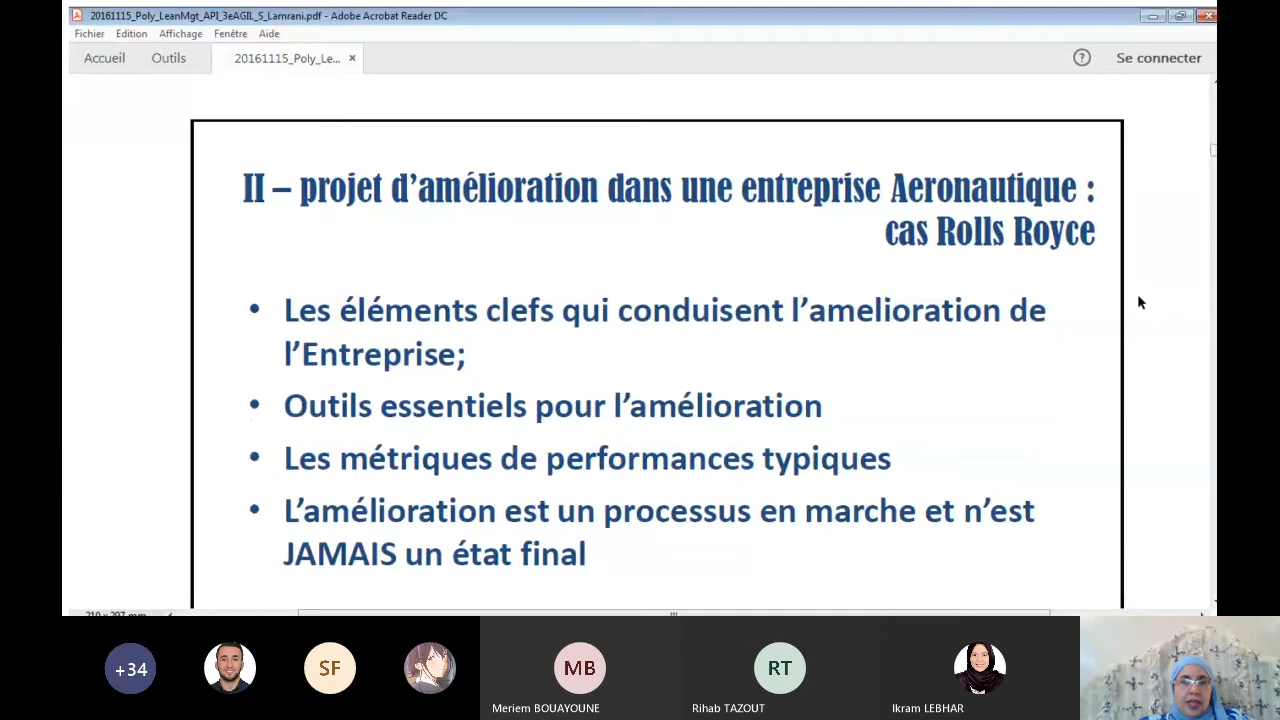 20161115_Poly_LeanMgt_API_3eAGIL_S_Lamrani.pdf - Adobe Acrobat Reader DC
Fichier Edition Affichage Fenêtre Aide
Accueil Outils 20161115_Poly_Le... × ? Se connecter
II – projet d’amélioration dans une entreprise Aeronautique :
cas Rolls Royce
• Les éléments clefs qui conduisent l’amelioration de
l’Entreprise;
• Outils essentiels pour l’amélioration
• Les métriques de performances typiques
• L’amélioration est un processus en marche et n’est
JAMAIS un état final
210 x 297 mm
+34 SF MB RT
Meriem BOUAYOUNE Rihab TAZOUT Ikram LEBHAR